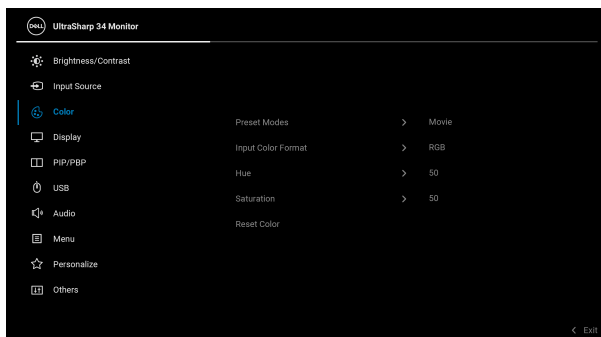 DELL UltraSharp 34 Monitor
Brightness/Contrast
Input Source
Color
Display
PIP/PBP
USB
Audio
Menu
Personalize
Others
Preset Modes > Movie
Input Color Format > RGB
Hue > 50
Saturation > 50
Reset Color
< Exit